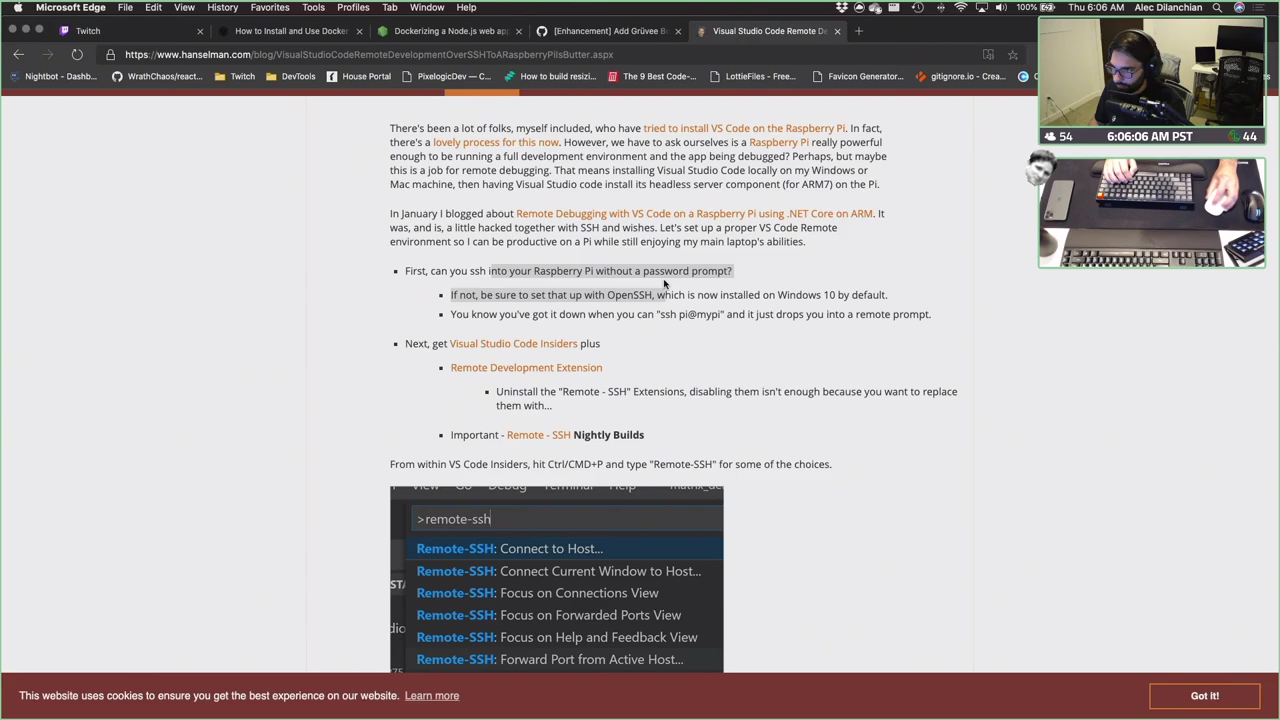 Microsoft Edge File Edit View History Favorites Tools Profiles Tab Window Help 100% Thu 6:06 AM Alec Dilanchian
Twitch
How to Install and Use Docker
Dockerizing a Node.js web app
[Enhancement] Add Grüvee Be
Visual Studio Code Remote De
https://www.hanselman.com/blog/VisualStudioCodeRemoteDevelopmentOverSSHToARaspberryPiIsButter.aspx
Nightbot - Dashbo... WrathChaos/react... Twitch DevTools House Portal PixelogicDev — C... How to build resizi... The 9 Best Code-... LottieFiles - Free... Favicon Generator... gitignore.io - Crea...
54 6:06:06 AM PST 44
There's been a lot of folks, myself included, who have tried to install VS Code on the Raspberry Pi. In fact,
there's a lovely process for this now. However, we have to ask ourselves is a Raspberry Pi really powerful
enough to be running a full development environment and the app being debugged? Perhaps, but maybe
this is a job for remote debugging. That means installing Visual Studio Code locally on my Windows or
Mac machine, then having Visual Studio code install its headless server component (for ARM7) on the Pi.
In January I blogged about Remote Debugging with VS Code on a Raspberry Pi using .NET Core on ARM. It
was, and is, a little hacked together with SSH and wishes. Let's set up a proper VS Code Remote
environment so I can be productive on a Pi while still enjoying my main laptop's abilities.
First, can you ssh into your Raspberry Pi without a password prompt?
If not, be sure to set that up with OpenSSH, which is now installed on Windows 10 by default.
You know you've got it down when you can "ssh pi@mypi" and it just drops you into a remote prompt.
Next, get Visual Studio Code Insiders plus
Remote Development Extension
Uninstall the "Remote - SSH" Extensions, disabling them isn't enough because you want to replace
them with...
Important - Remote - SSH Nightly Builds
From within VS Code Insiders, hit Ctrl/CMD+P and type "Remote-SSH" for some of the choices.
View Go Debug Terminal Help matrix_de
>remote-ssh
Remote-SSH: Connect to Host...
Remote-SSH: Connect Current Window to Host...
Remote-SSH: Focus on Connections View
Remote-SSH: Focus on Forwarded Ports View
Remote-SSH: Focus on Help and Feedback View
Remote-SSH: Forward Port from Active Host...
This website uses cookies to ensure you get the best experience on our website. Learn more
Got it!